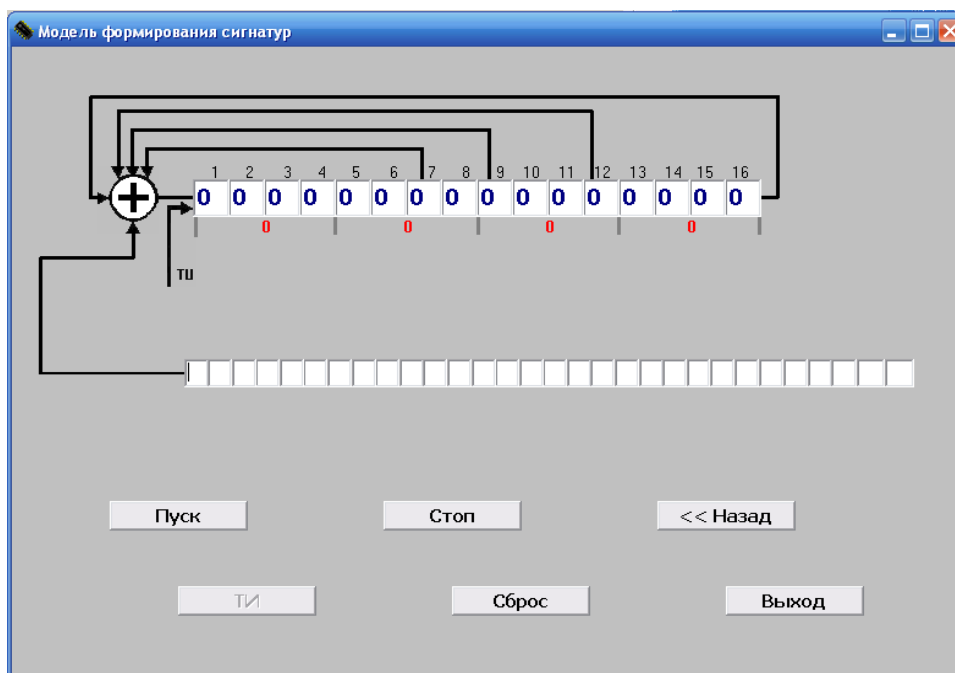 Модель формирования сигнатур
1 2 3 4 5 6 7 8 9 10 11 12 13 14 15 16
0 0 0 0 0 0 0 0 0 0 0 0 0 0 0 0
0 0 0 0
ТЦ
Пуск Стоп << Назад
ТИ Сброс Выход